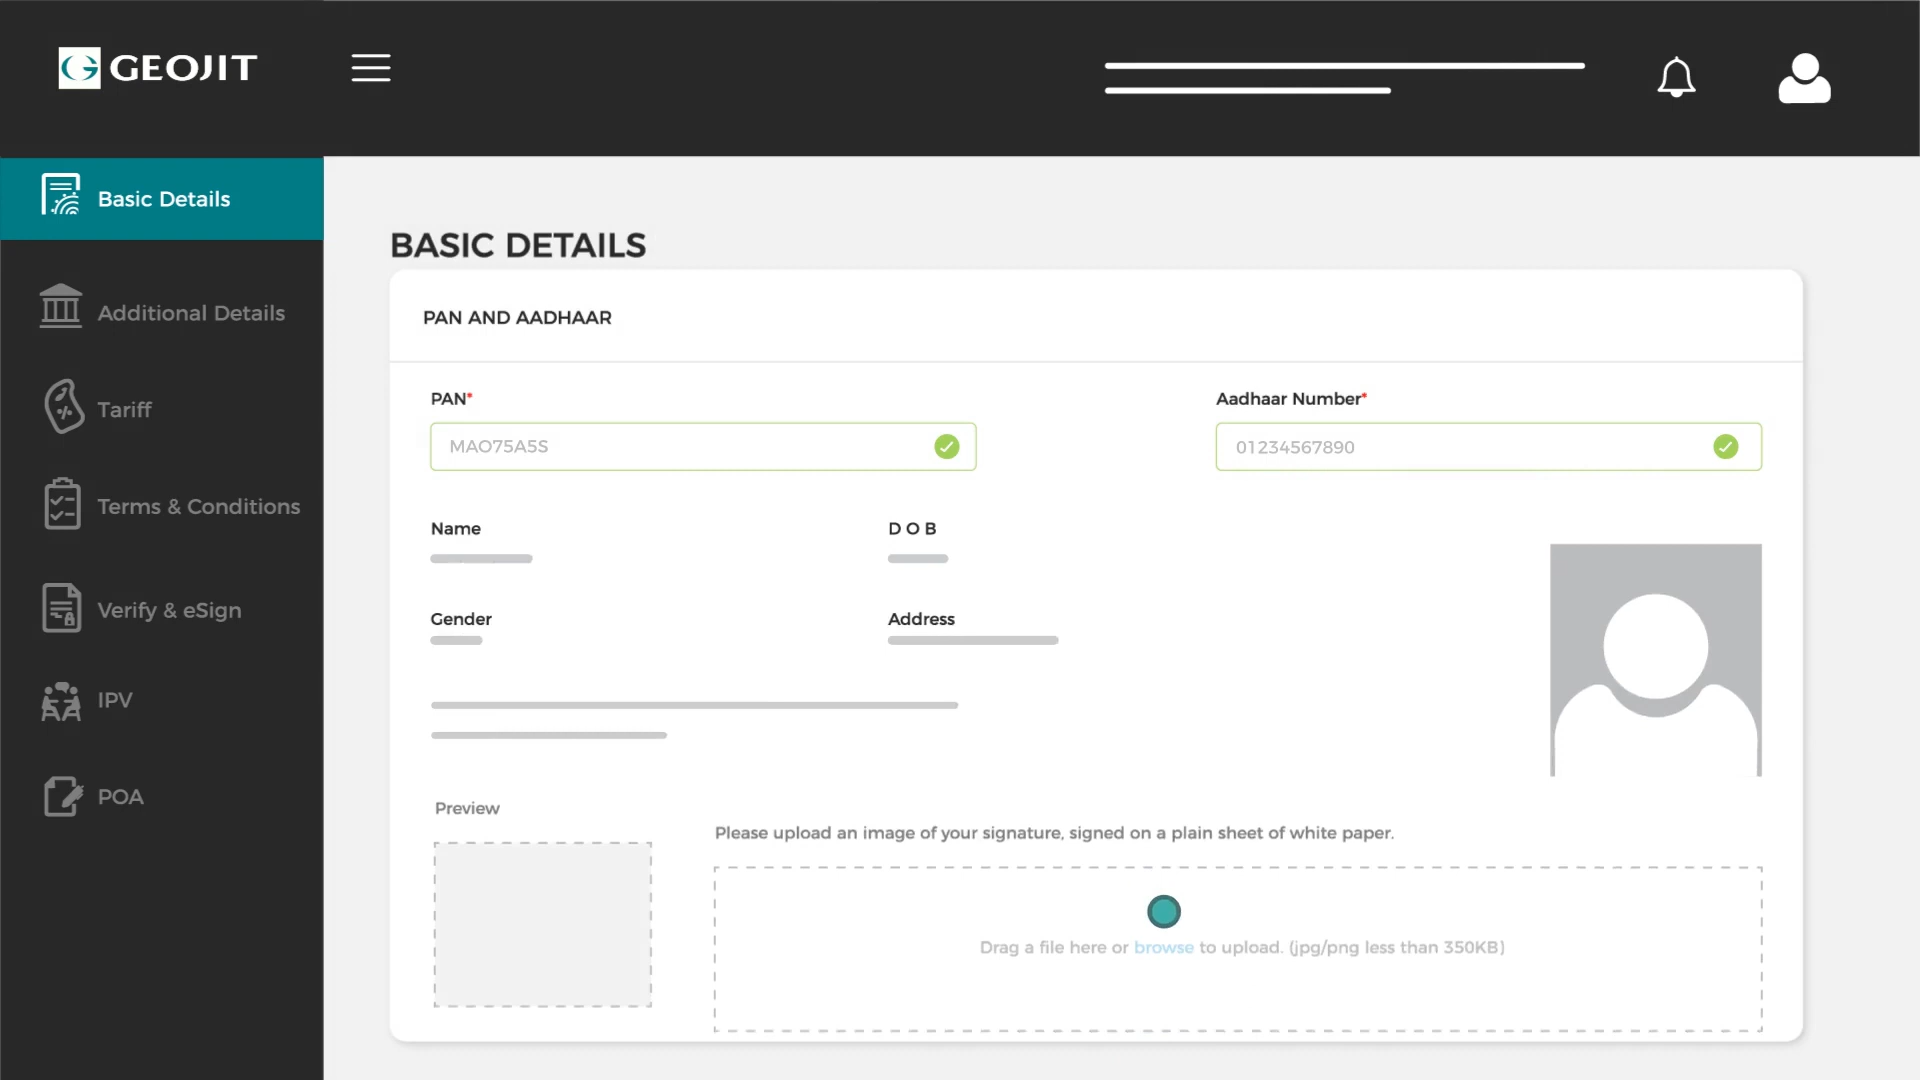 GEOJIT
Basic Details
Additional Details
Tariff
Terms & Conditions
Verify & eSign
IPV
POA
BASIC DETAILS
PAN AND AADHAAR
PAN*
Aadhaar Number*
MAO75A5S
01234567890
Name
D O B
Gender
Address
Preview
Please upload an image of your signature, signed on a plain sheet of white paper.
Drag a file here or browse to upload. (jpg/png less than 350KB)